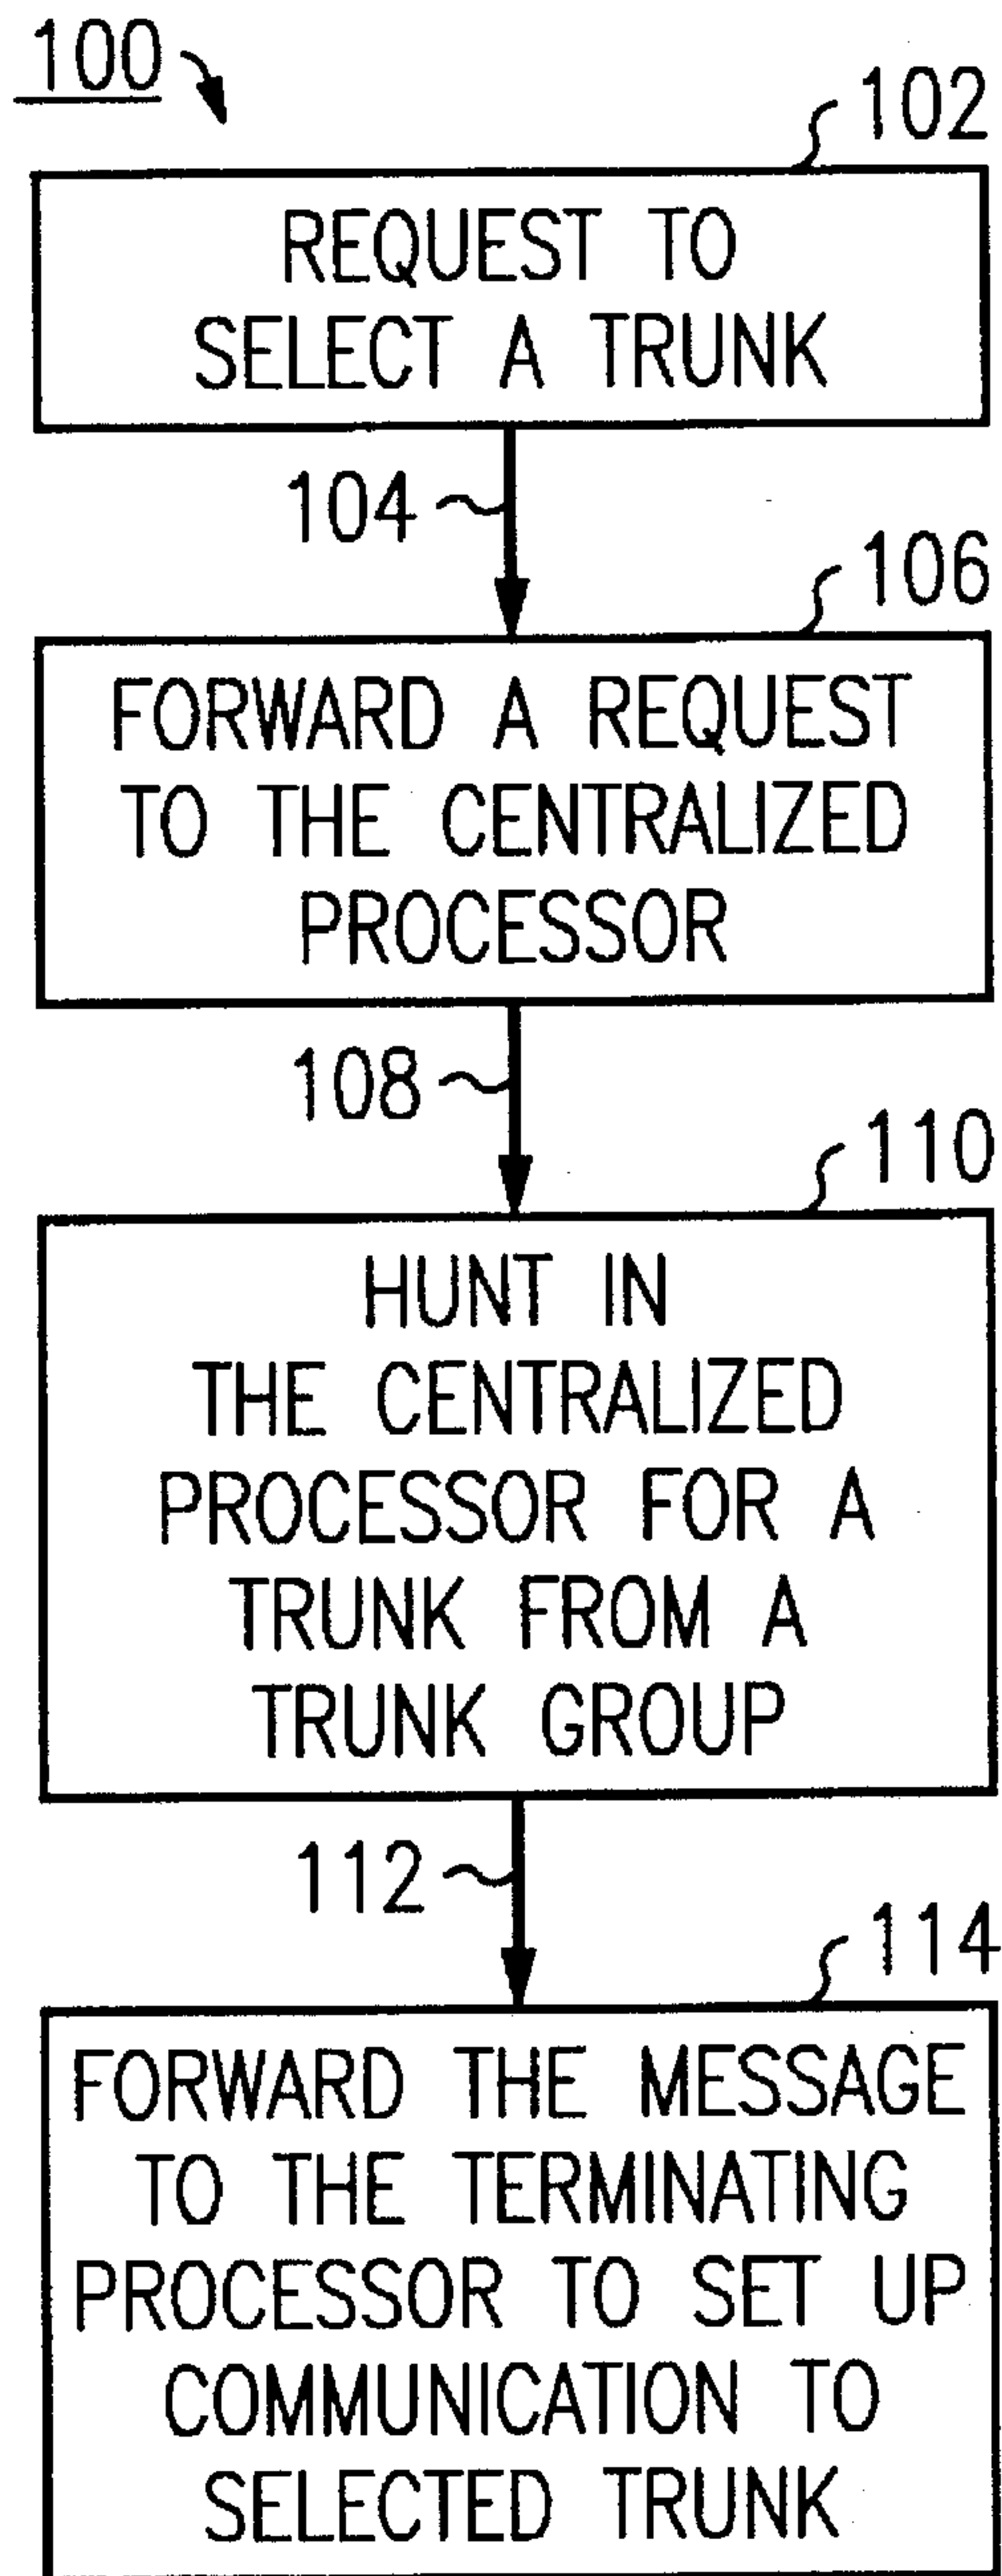 100
102
REQUEST TO
SELECT A TRUNK
104
106
FORWARD A REQUEST
TO THE CENTRALIZED
PROCESSOR
108
110
HUNT IN
THE CENTRALIZED
PROCESSOR FOR A
TRUNK FROM A
TRUNK GROUP
112
114
FORWARD THE MESSAGE
TO THE TERMINATING
PROCESSOR TO SET UP
COMMUNICATION TO
SELECTED TRUNK